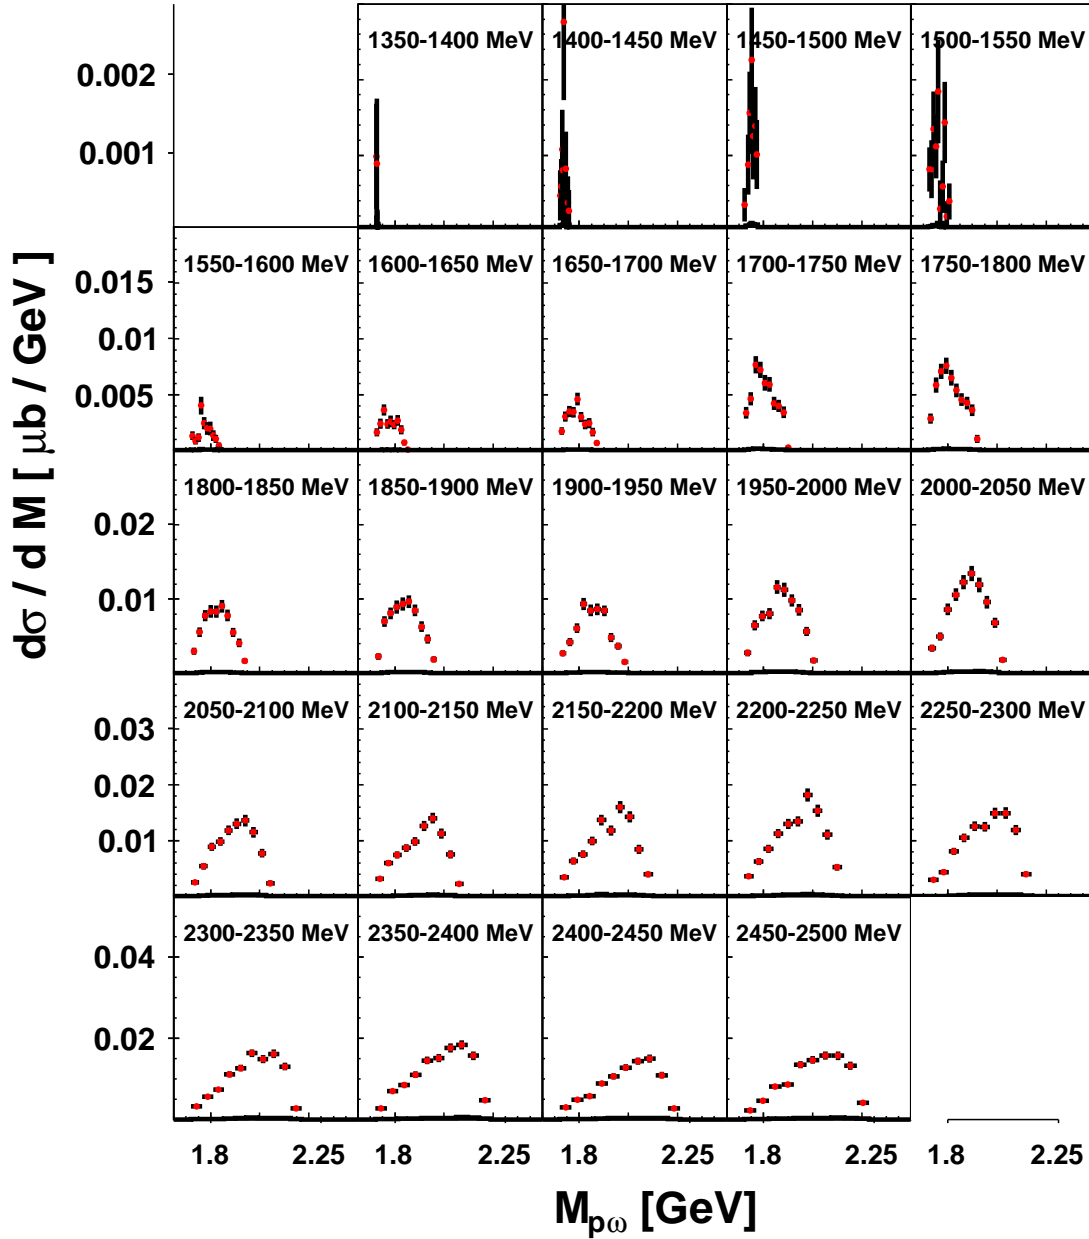 1350-1400 MeV 1400-1450 MeV 1450-1500 MeV 1500-1550 MeV
0.002
0.001
1550-1600 MeV 1600-1650 MeV 1650-1700 MeV 1700-1750 MeV 1750-1800 MeV
0.015
0.01
0.005
1800-1850 MeV 1850-1900 MeV 1900-1950 MeV 1950-2000 MeV 2000-2050 MeV
0.02
0.01
2050-2100 MeV 2100-2150 MeV 2150-2200 MeV 2200-2250 MeV 2250-2300 MeV
0.03
0.02
0.01
2300-2350 MeV 2350-2400 MeV 2400-2450 MeV 2450-2500 MeV
0.04
0.02
1.8 2.25 1.8 2.25 1.8 2.25 1.8 2.25 1.8 2.25
dσ / d M [ μb / GeV ]
M_pω [GeV]